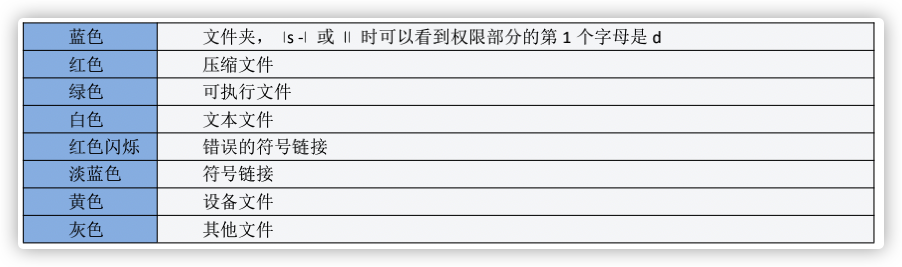 蓝色 文件夹， ls -l 或 ll 时可以看到权限部分的第 1 个字母是 d
红色 压缩文件
绿色 可执行文件
白色 文本文件
红色闪烁 错误的符号链接
淡蓝色 符号链接
黄色 设备文件
灰色 其他文件